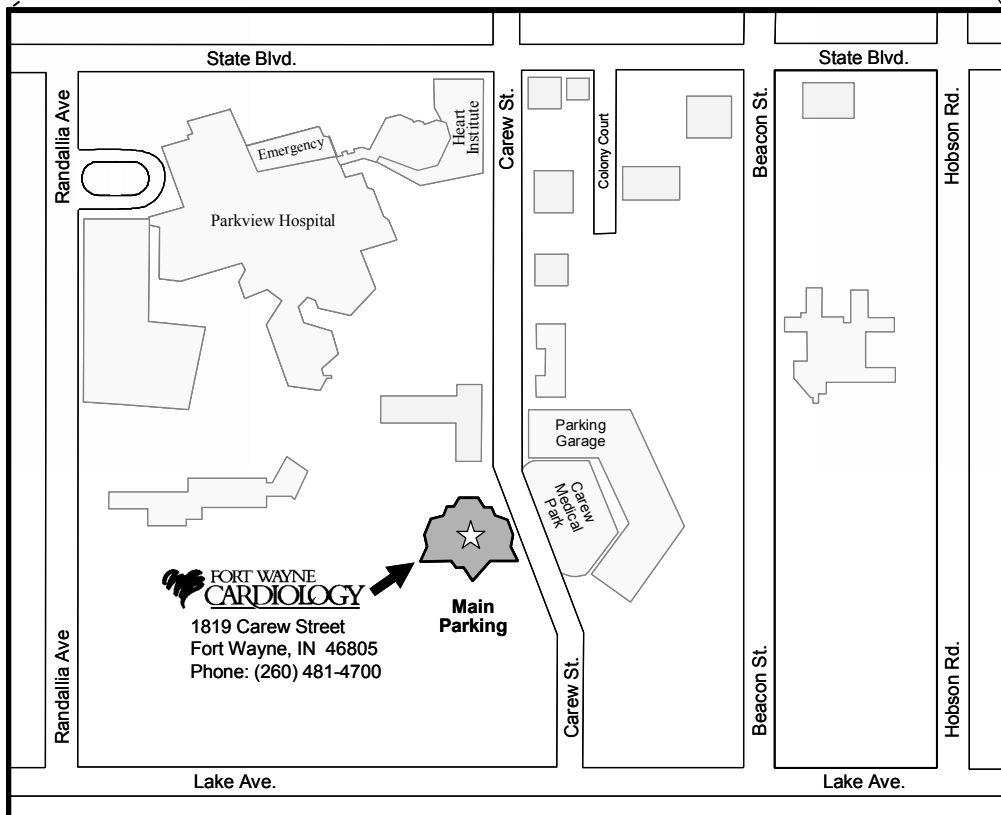 State Blvd.
State Blvd.
Randallia Ave
Emergency
Heart
Institute
Carew St.
Colony Court
Beacon St.
Hobson Rd.
Parkview Hospital
Parking
Garage
Carew
Medical
Park
FORT WAYNE
CARDIOLOGY
1819 Carew Street
Fort Wayne, IN 46805
Phone: (260) 481-4700
Main
Parking
Randallia Ave
Carew St.
Beacon St.
Hobson Rd.
Lake Ave.
Lake Ave.